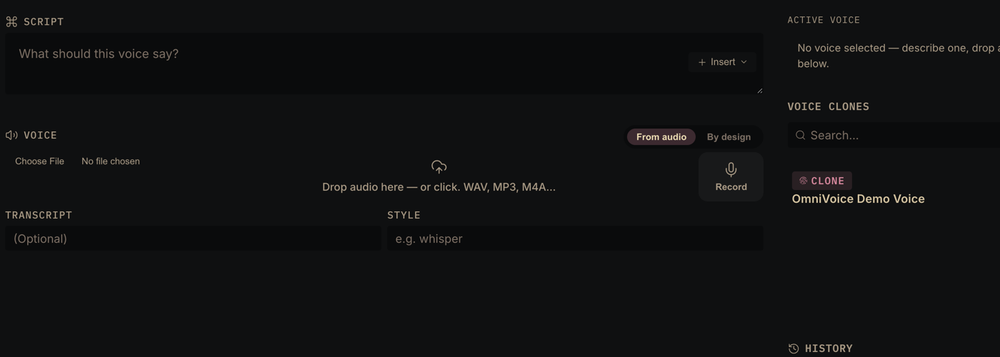 SCRIPT
What should this voice say?
+ Insert
VOICE
From audio
By design
Choose File
No file chosen
Drop audio here — or click. WAV, MP3, M4A...
Record
TRANSCRIPT
STYLE
(Optional)
e.g. whisper
ACTIVE VOICE
No voice selected — describe one, drop
below.
VOICE CLONES
Search...
CLONE
OmniVoice Demo Voice
HISTORY